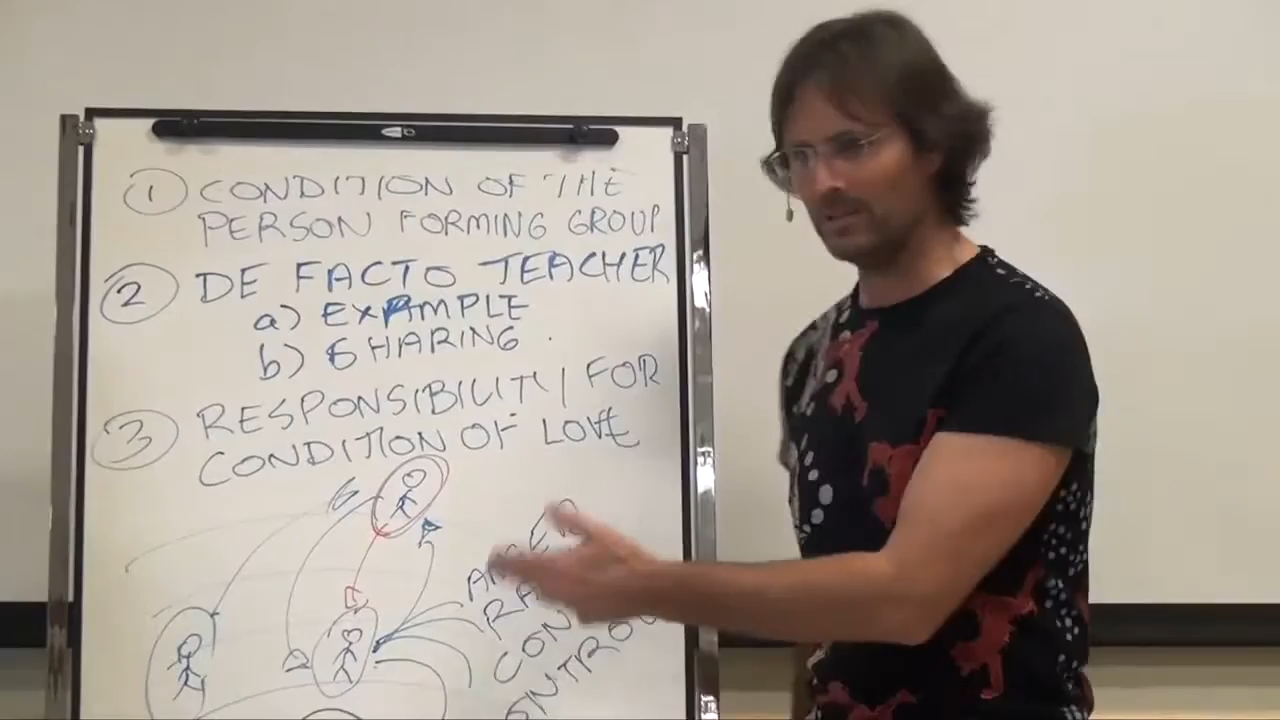 1 CONDITION OF THE
PERSON FORMING GROUP
2 DE FACTO TEACHER
a) EXAMPLE
b) SHARING
3 RESPONSIBILITY FOR
CONDITION OF LOVE
G